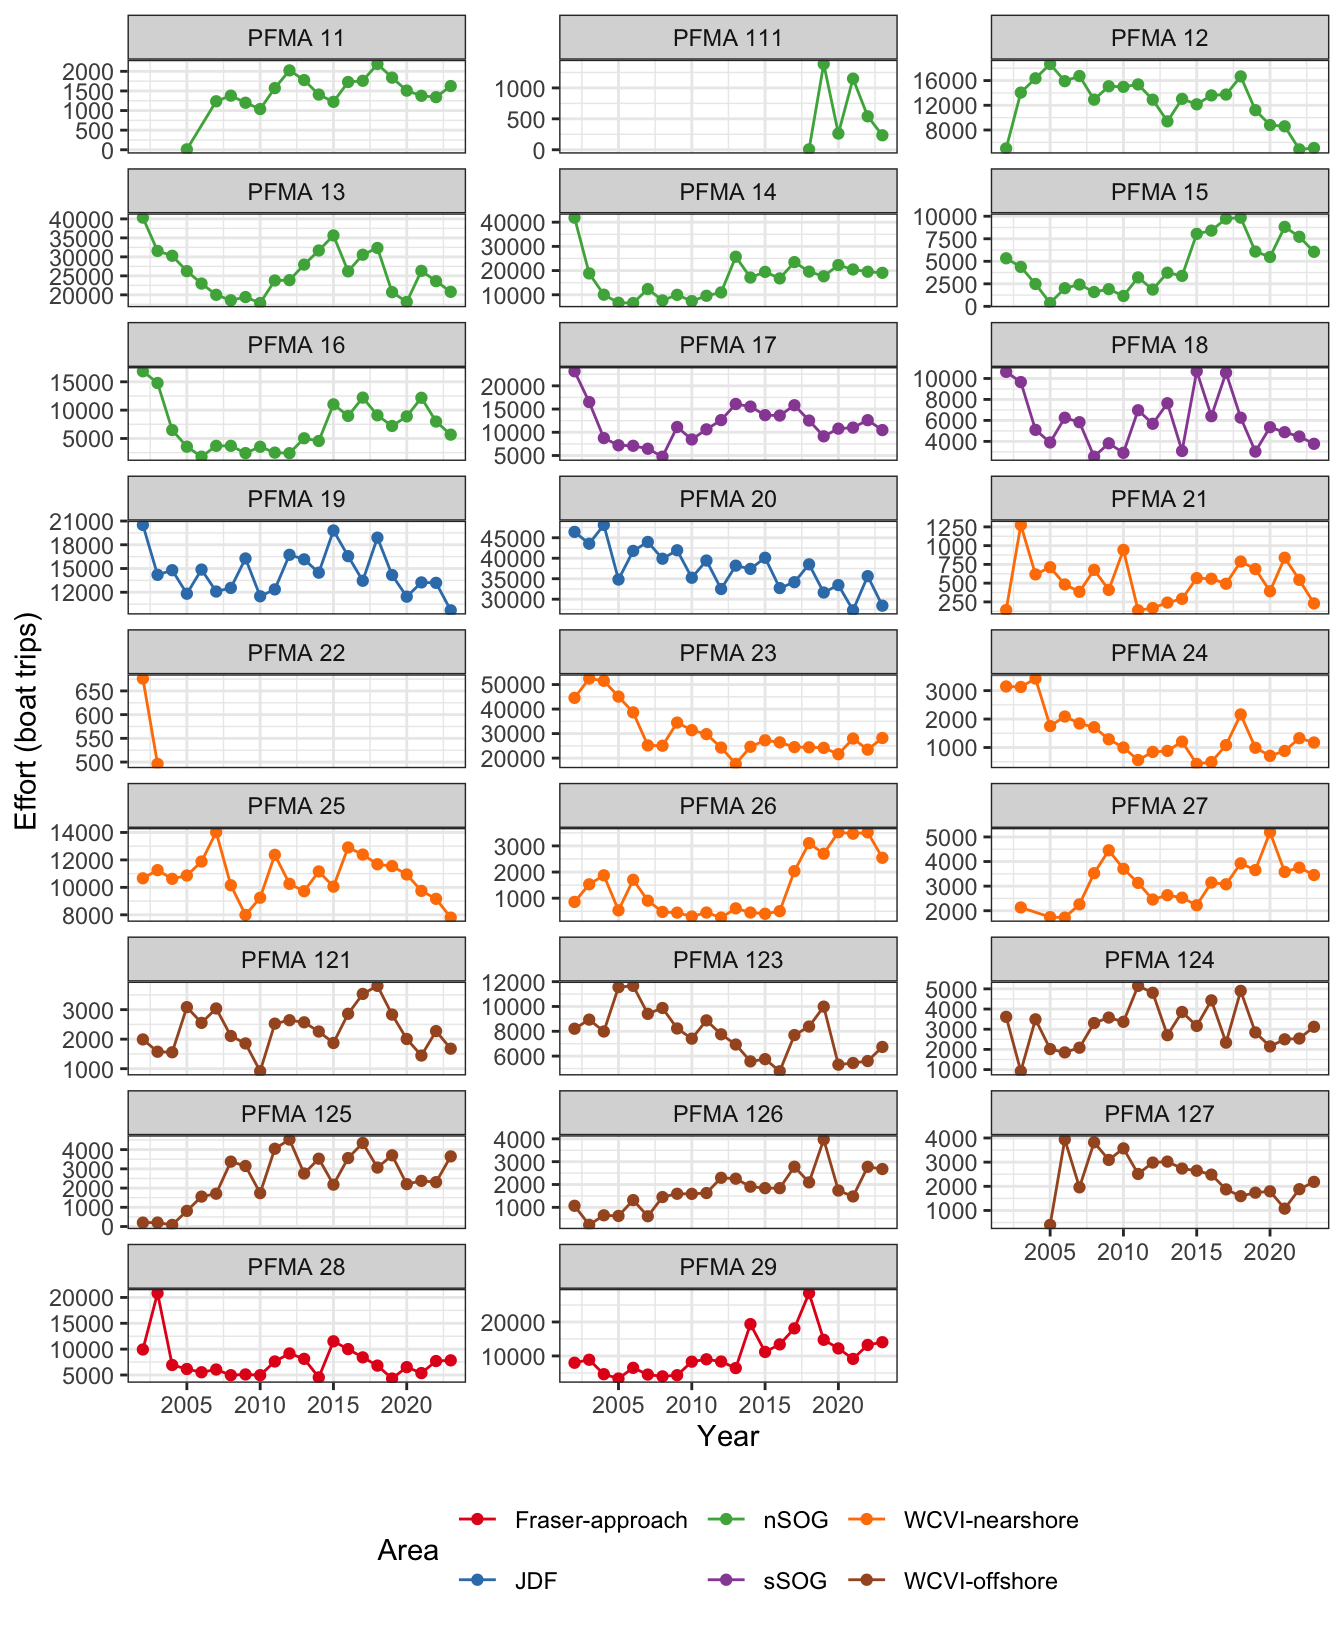 PFMA 11 PFMA 111 PFMA 12
2000 1500 1000 500 0
1000 500 0
16000 12000 8000
PFMA 13 PFMA 14 PFMA 15
40000 35000 30000 25000 20000
40000 30000 20000 10000
10000 7500 5000 2500 0
PFMA 16 PFMA 17 PFMA 18
15000 10000 5000
20000 15000 10000 5000
10000 8000 6000 4000
PFMA 19 PFMA 20 PFMA 21
21000 18000 15000 12000
45000 40000 35000 30000
1250 1000 750 500 250
PFMA 22 PFMA 23 PFMA 24
650 600 550 500
50000 40000 30000 20000
3000 2000 1000
PFMA 25 PFMA 26 PFMA 27
14000 12000 10000 8000
3000 2000 1000
5000 4000 3000 2000
PFMA 121 PFMA 123 PFMA 124
3000 2000 1000
12000 10000 8000 6000
5000 4000 3000 2000 1000
PFMA 125 PFMA 126 PFMA 127
4000 3000 2000 1000 0
4000 3000 2000 1000
4000 3000 2000 1000
2005 2010 2015 2020
PFMA 28 PFMA 29
20000 15000 10000 5000
20000 10000
2005 2010 2015 2020 2005 2010 2015 2020
Effort (boat trips)
Year
Area
Fraser-approach nSOG WCVI-nearshore
JDF sSOG WCVI-offshore